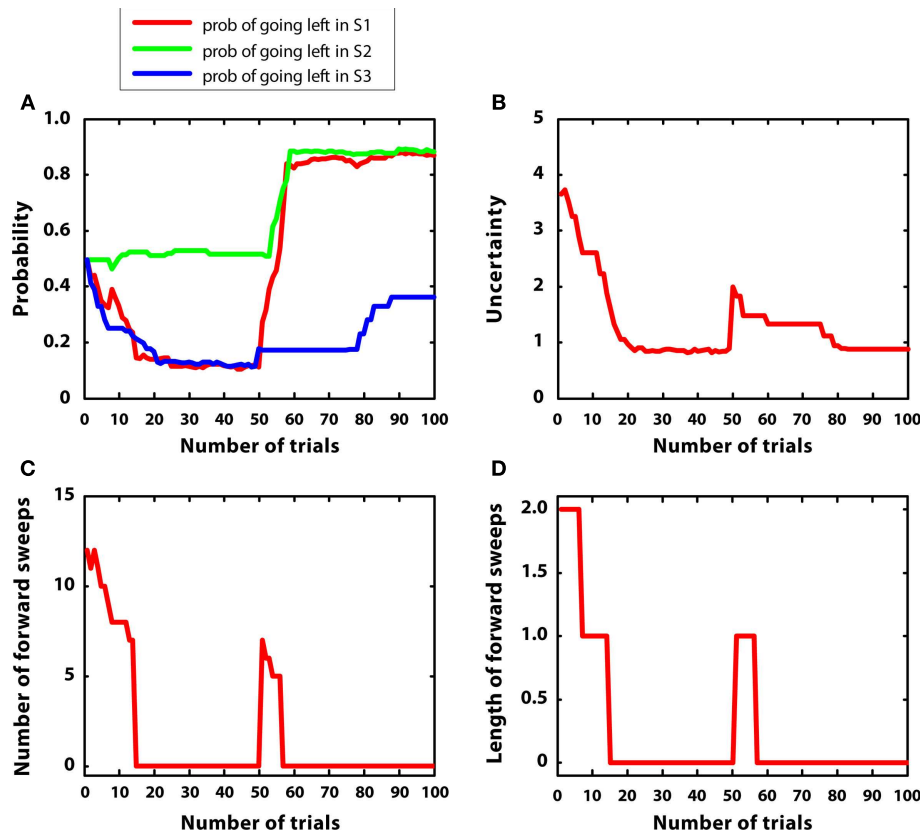 prob of going left in S1
prob of going left in S2
prob of going left in S3
A
1.0
0.8
0.6
0.4
0.2
0
Probability
0 10 20 30 40 50 60 70 80 90 100
Number of trials
B
5
4
3
2
1
0
Uncertainty
0 10 20 30 40 50 60 70 80 90 100
Number of trials
C
15
10
5
0
Number of forward sweeps
0 10 20 30 40 50 60 70 80 90 100
Number of trials
D
2.0
1.5
1.0
0.5
0
Length of forward sweeps
0 10 20 30 40 50 60 70 80 90 100
Number of trials